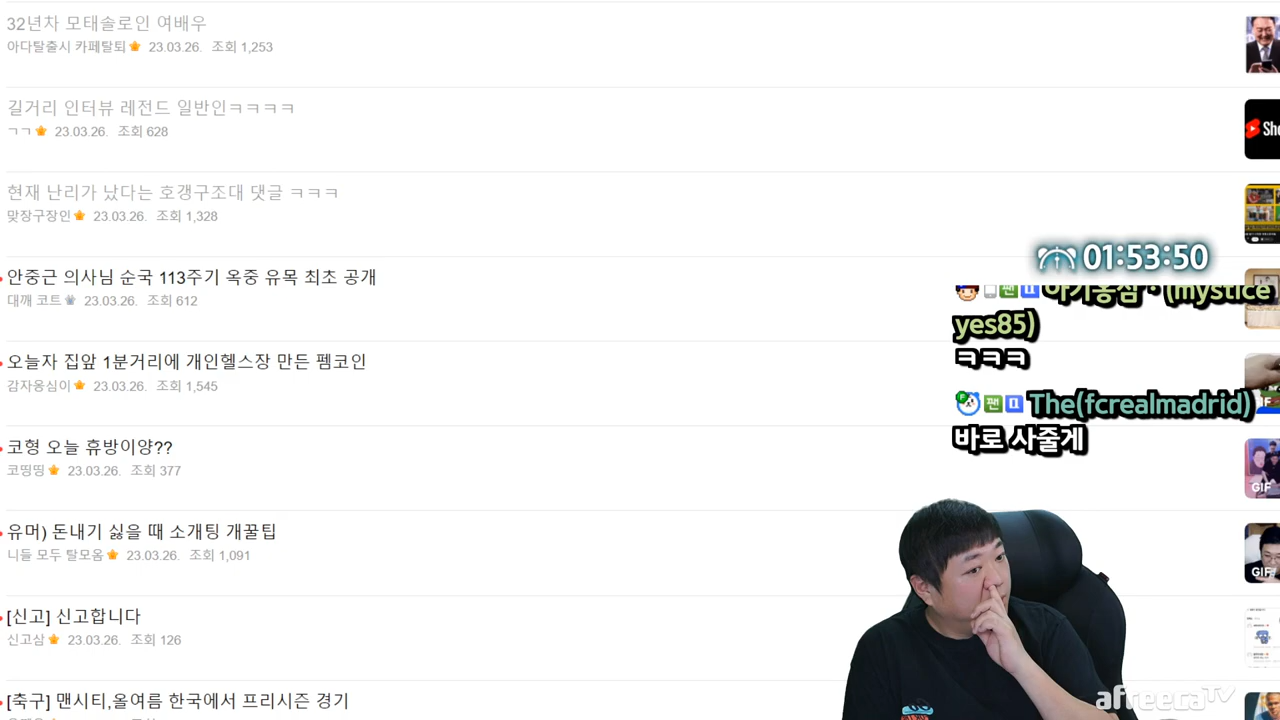 32년차 모태솔로인 여배우
아다탈출시 카페탈퇴 23.03.26. 조회 1,253
길거리 인터뷰 레전드 일반인ㅋㅋㅋㅋ
ㄱㄱ 23.03.26. 조회 628
현재 난리가 났다는 호갱구조대 댓글 ㅋㅋㅋ
맞장구장인 23.03.26. 조회 1,328
안중근 의사님 순국 113주기 옥중 유묵 최초 공개
대깨 코트 23.03.26. 조회 612
오늘자 집앞 1분거리에 개인헬스장 만든 펨코인
감자옹심이 23.03.26. 조회 1,545
코형 오늘 휴방이양??
코띵띵 23.03.26. 조회 377
유머) 돈내기 싫을 때 소개팅 개꿀팁
니들 모두 탈모옴 23.03.26. 조회 1,091
[신고] 신고합니다
신고삼 23.03.26. 조회 126
[축구] 맨시티,올여름 한국에서 프리시즌 경기
She
01:53:50
팬 (mystice
yes85)
ㅋㅋㅋ
팬 The(fcrealmadrid)
바로 사줄게
GIF
GIF
afreecaTV